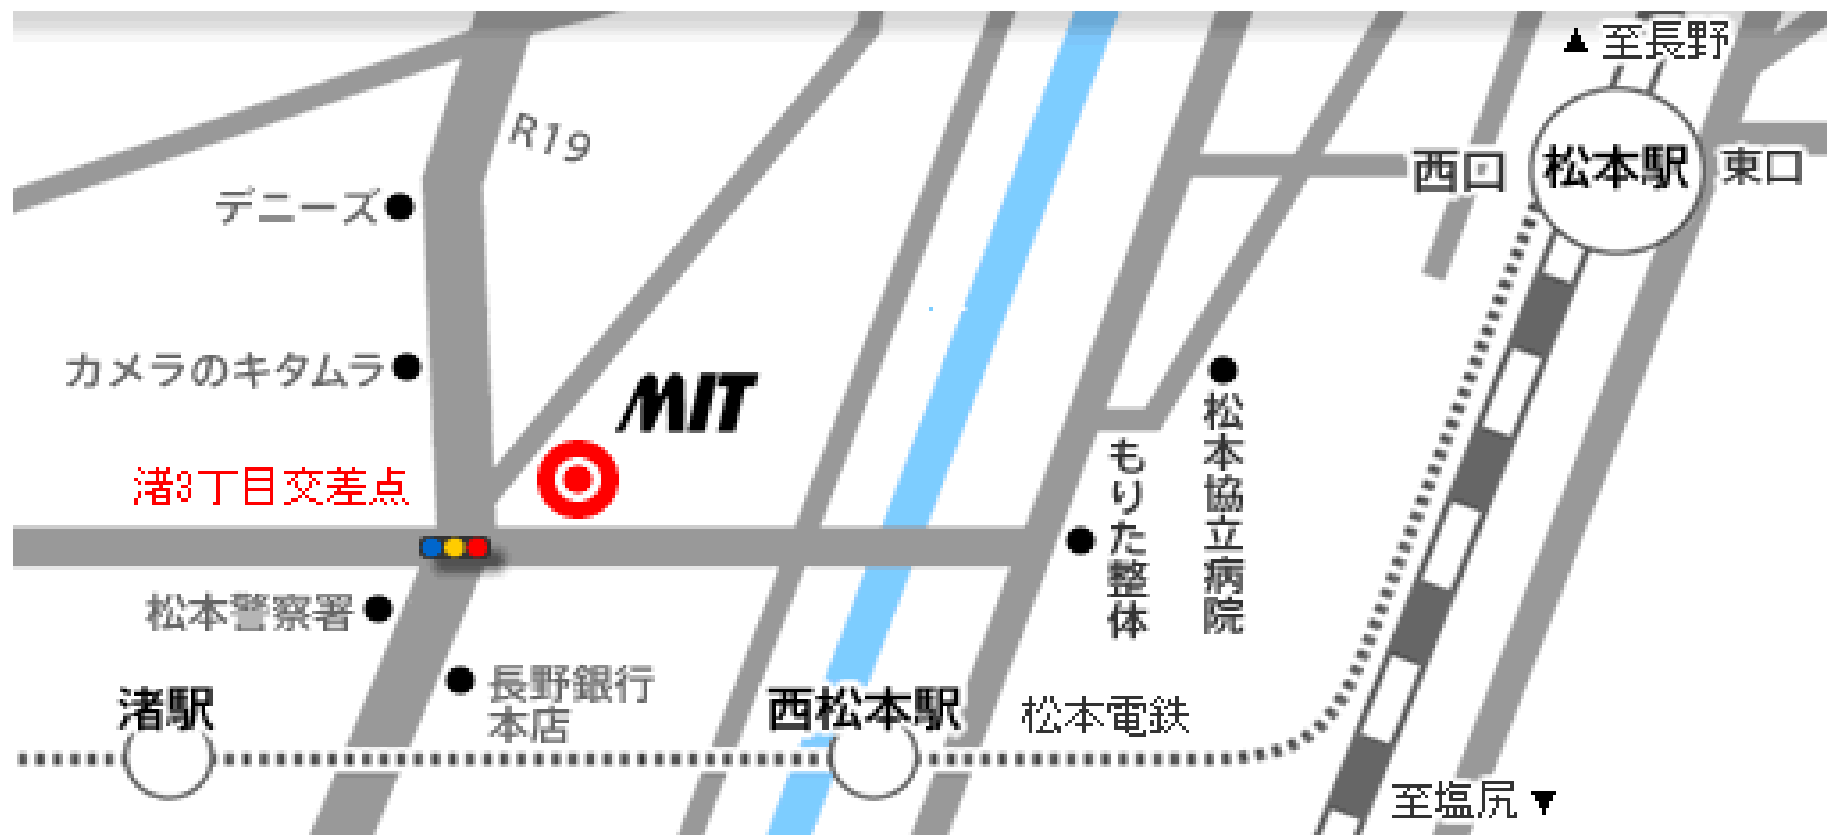 ▲ 至長野
R19
西口
松本駅
東口
デニーズ
カメラのキタムラ
MIT
渚3丁目交差点
松本協立病院
もりた整体
松本警察署
長野銀行
本店
渚駅
西松本駅
松本電鉄
至塩尻 ▼